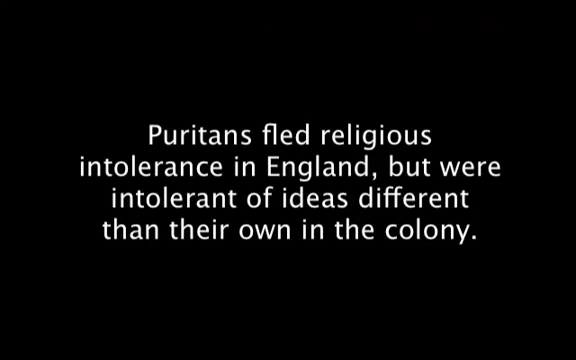 Puritans fled religious
intolerance in England, but were
intolerant of ideas different
than their own in the colony.